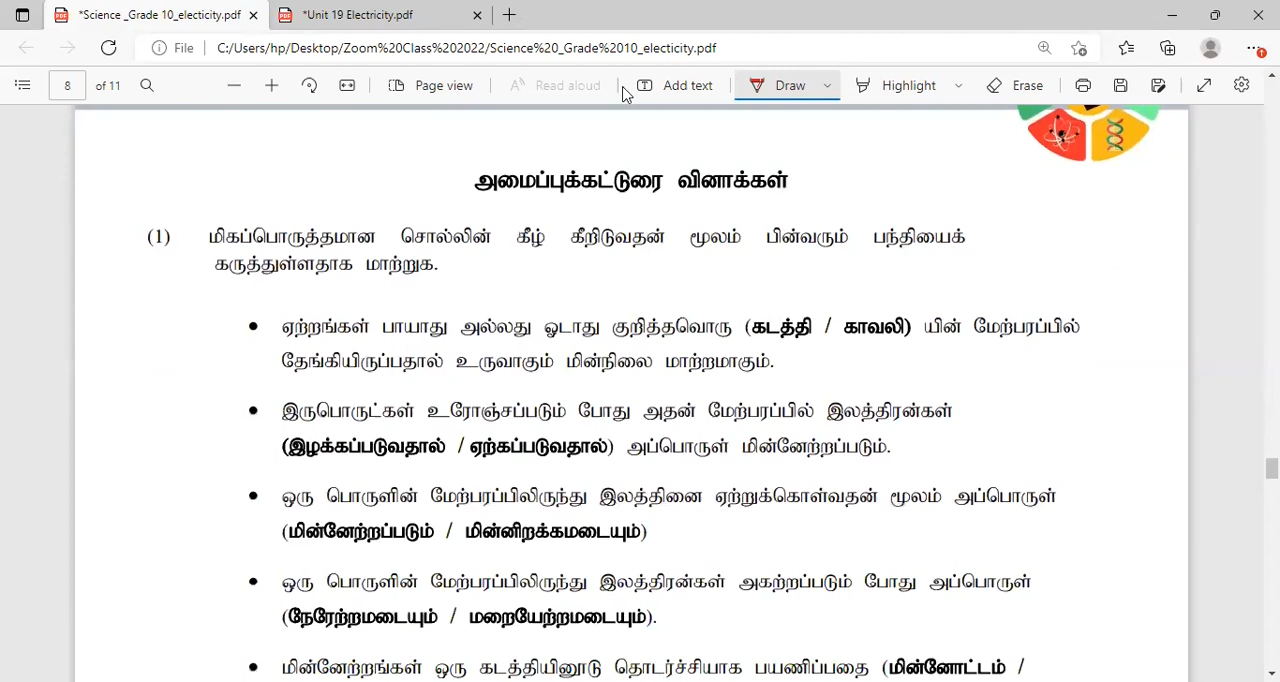 *Science _Grade 10_electicity.pdf
*Unit 19 Electricity.pdf
File
C:/Users/hp/Desktop/Zoom%20Class%202022/Science%20_Grade%2010_electicity.pdf
8 of 11
Page view
Read aloud
Add text
Draw
Highlight
Erase
அமைப்புக்கட்டுரை வினாக்கள்
(1) மிகப்பொருத்தமான சொல்லின் கீழ் கீறிடுவதன் மூலம் பின்வரும் பந்தியைக்
கருத்துள்ளதாக மாற்றுக.
• ஏற்றங்கள் பாயாது அல்லது ஓடாது குறித்தவொரு (கடத்தி / காவலி) யின் மேற்பரப்பில்
தேங்கியிருப்பதால் உருவாகும் மின்நிலை மாற்றமாகும்.
• இருபொருட்கள் உரோஞ்சப்படும் போது அதன் மேற்பரப்பில் இலத்திரன்கள்
(இழக்கப்படுவதால் / ஏற்கப்படுவதால்) அப்பொருள் மின்னேற்றப்படும்.
• ஒரு பொருளின் மேற்பரப்பிலிருந்து இலத்தினை ஏற்றுக்கொள்வதன் மூலம் அப்பொருள்
(மின்னேற்றப்படும் / மின்னிறக்கமடையும்)
• ஒரு பொருளின் மேற்பரப்பிலிருந்து இலத்திரன்கள் அகற்றப்படும் போது அப்பொருள்
(நேரேற்றமடையும் / மறையேற்றமடையும்).
• மின்னேற்றங்கள் ஒரு கடத்தியினூடு தொடர்ச்சியாக பயணிப்பதை (மின்னோட்டம் /